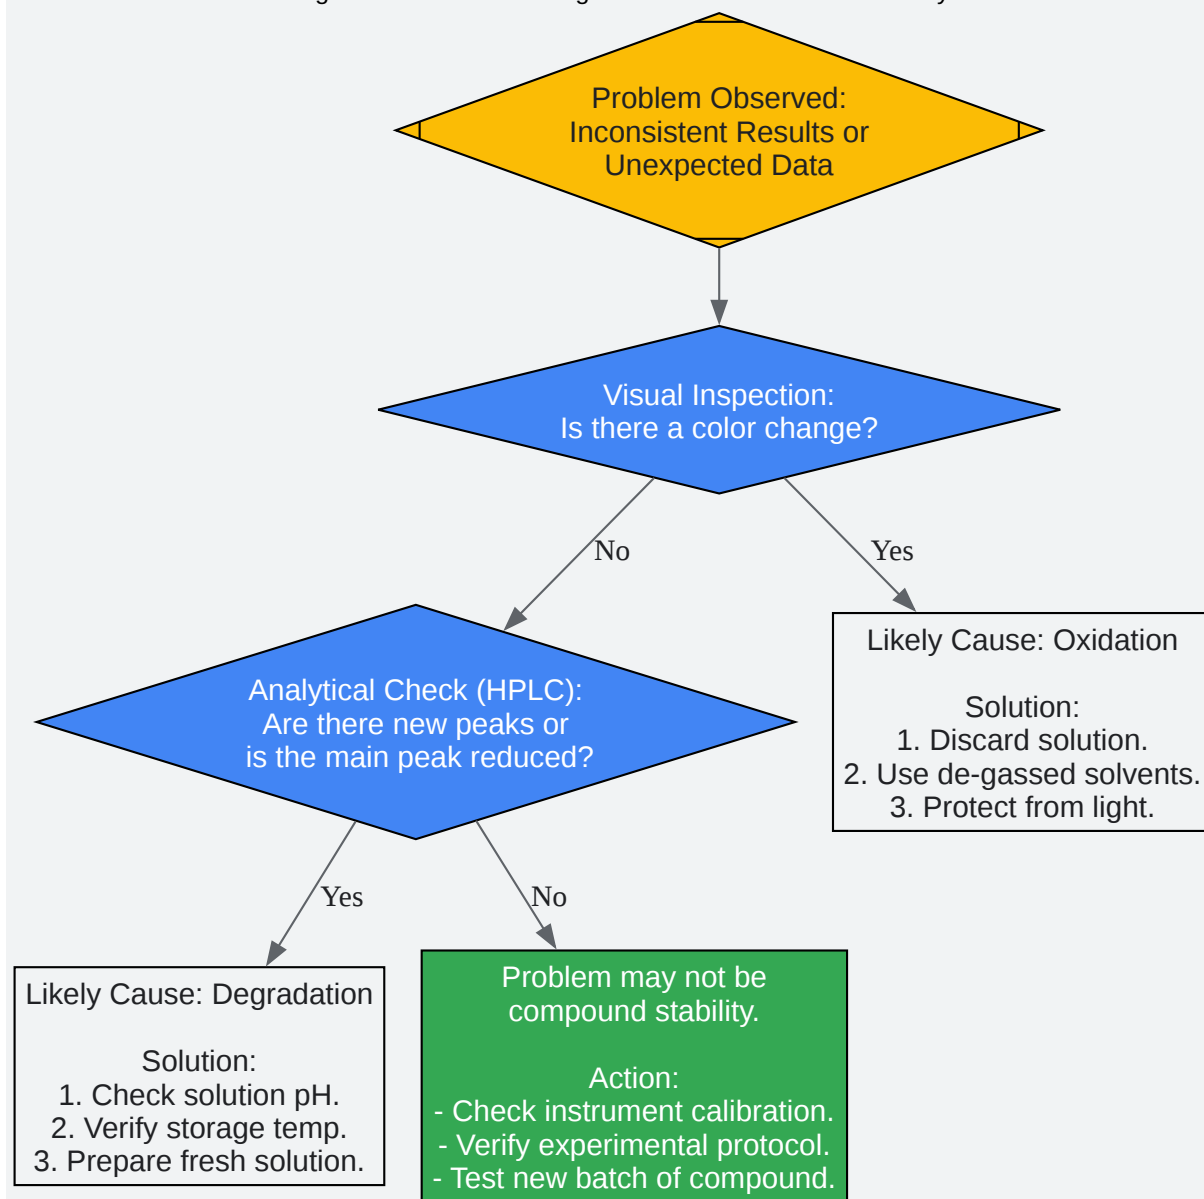 Problem Observed:
Inconsistent Results or
Unexpected Data
Visual Inspection:
Is there a color change?
No
Yes
Likely Cause: Oxidation
Solution:
1. Discard solution.
2. Use de-gassed solvents.
3. Protect from light.
Analytical Check (HPLC):
Are there new peaks or
is the main peak reduced?
Yes
No
Likely Cause: Degradation
Solution:
1. Check solution pH.
2. Verify storage temp.
3. Prepare fresh solution.
Problem may not be
compound stability.
Action:
- Check instrument calibration.
- Verify experimental protocol.
- Test new batch of compound.